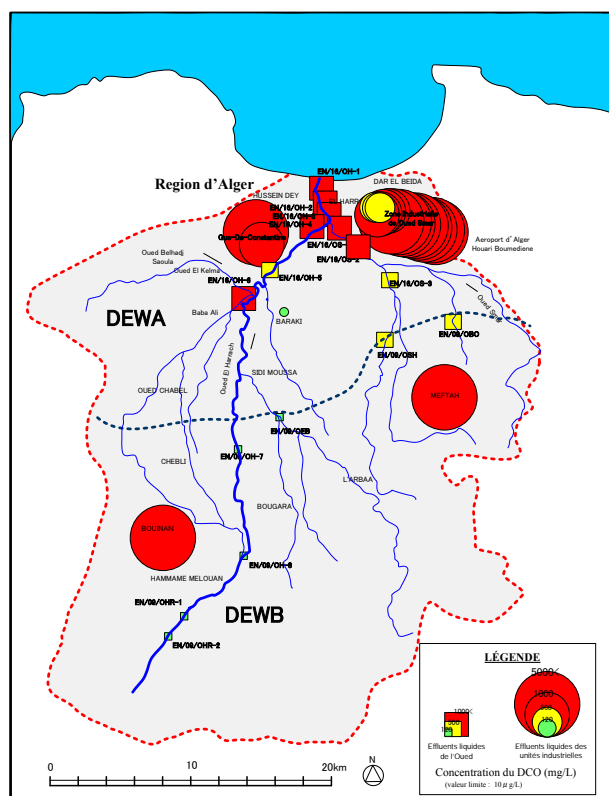 Region d'Alger
HUSSEIN DEY
DAR EL BEIDA
EN/16/OH-1
EN/16/OH-2
EN/16/OH-3
EN/16/OH-4
EL HARR
Zone Industrielle
de Oued Smar
Gue-De-Constantine
EN/16/OS-
EN/16/OS-2
Aeroport d'Alger
Houari Boumediene
Oued Belhadj
Saoula
Oued El Kelma
EN/16/OH-5
EN/16/OH-6
EN/16/OS-3
Oued Smar
DEWA
Baba Ali
BARAKI
EN/09/OBO
EN/09/OSH
Oued El Harrach
SIDI MOUSSA
OUED CHABEL
MEFTAH
EN/09/OEB
EN/09/OH-7
CHEBLI
L'ARBAA
BOUGARA
BOUINAN
EN/09/OH-8
HAMMAME MELOUAN
EN/09/OHR-1
DEWB
EN/09/OHR-2
LÉGENDE
5000<
1000
120
1000<
120
Effluents liquides
de l'Oued
Effluents liquides des
unités industrielles
Concentration du DCO (mg/L)
(valeur limite : 10 μ g/L)
0
10
20km
N